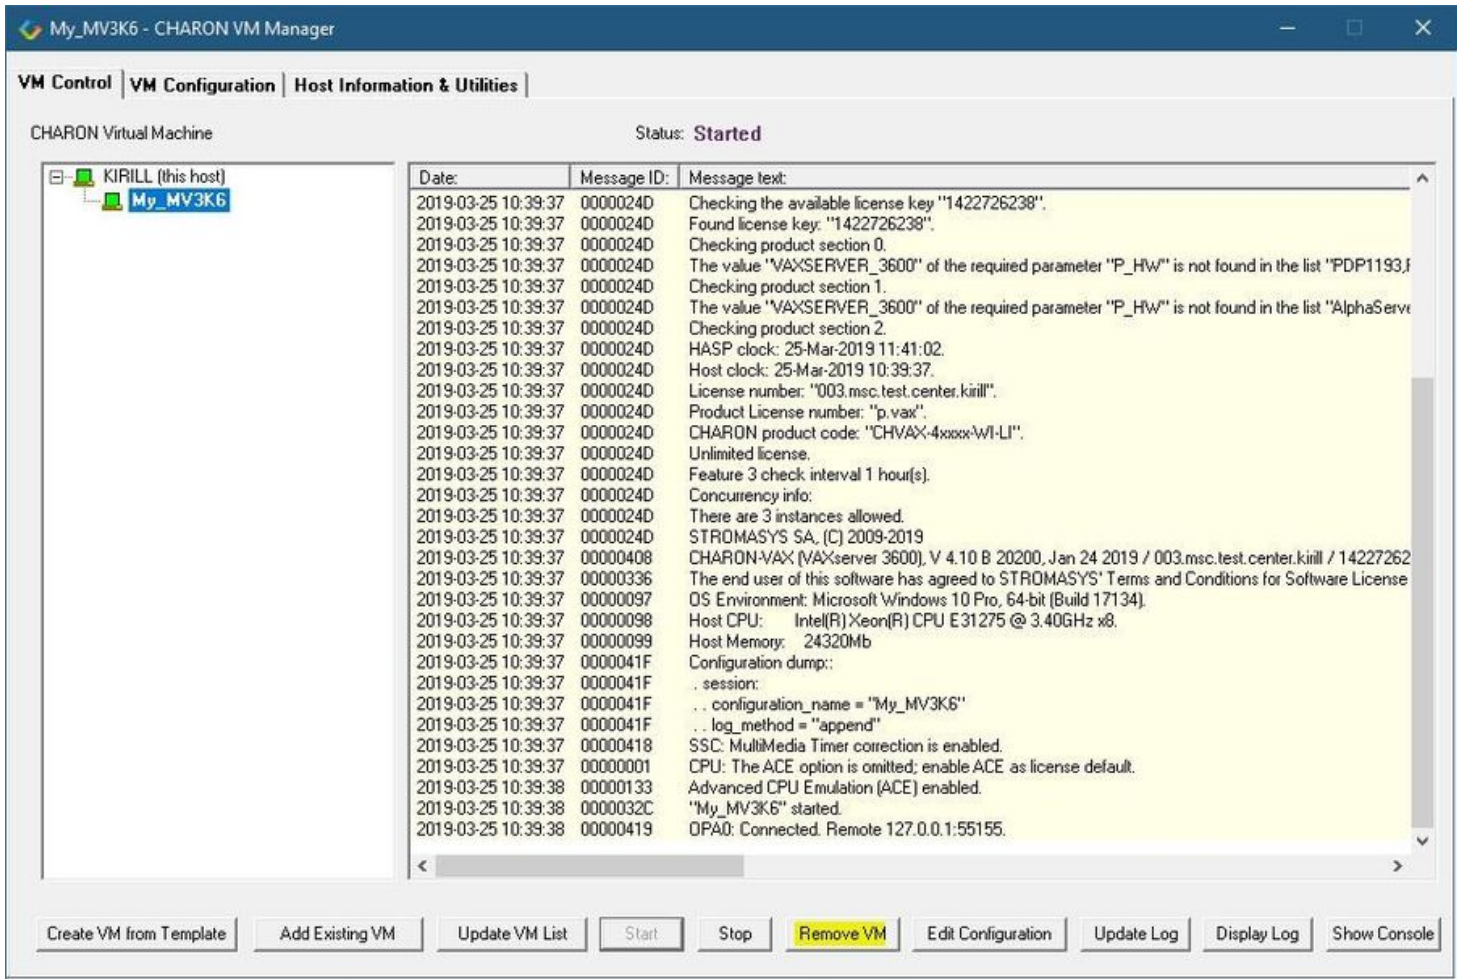 My_MV3K6 - CHARON VM Manager
VM Control VM Configuration Host Information & Utilities
CHARON Virtual Machine
Status: Started
KIRILL (this host)
My_MV3K6
Date: Message ID: Message text:
2019-03-25 10:39:37 0000024D Checking the available license key "1422726238".
2019-03-25 10:39:37 0000024D Found license key: "1422726238".
2019-03-25 10:39:37 0000024D Checking product section 0.
2019-03-25 10:39:37 0000024D The value "VAXSERVER_3600" of the required parameter "P_HW" is not found in the list "PDP1193,F
2019-03-25 10:39:37 0000024D Checking product section 1.
2019-03-25 10:39:37 0000024D The value "VAXSERVER_3600" of the required parameter "P_HW" is not found in the list "AlphaServe
2019-03-25 10:39:37 0000024D Checking product section 2.
2019-03-25 10:39:37 0000024D HASP clock: 25-Mar-2019 11:41:02.
2019-03-25 10:39:37 0000024D Host clock: 25-Mar-2019 10:39:37.
2019-03-25 10:39:37 0000024D License number: "003.msc.test.center.kirill".
2019-03-25 10:39:37 0000024D Product License number: "p.vax".
2019-03-25 10:39:37 0000024D CHARON product code: "CHVAX-4xxxx-WI-LI".
2019-03-25 10:39:37 0000024D Unlimited license.
2019-03-25 10:39:37 0000024D Feature 3 check interval 1 hour(s).
2019-03-25 10:39:37 0000024D Concurrency info:
2019-03-25 10:39:37 0000024D There are 3 instances allowed.
2019-03-25 10:39:37 0000024D STROMASYS SA, (C) 2009-2019
2019-03-25 10:39:37 00000408 CHARON-VAX (VAXserver 3600), V 4.10 B 20200, Jan 24 2019 / 003.msc.test.center.kirill / 14227262
2019-03-25 10:39:37 00000336 The end user of this software has agreed to STROMASYS' Terms and Conditions for Software License
2019-03-25 10:39:37 00000097 OS Environment: Microsoft Windows 10 Pro, 64-bit (Build 17134).
2019-03-25 10:39:37 00000098 Host CPU: Intel(R) Xeon(R) CPU E31275 @ 3.40GHz x8.
2019-03-25 10:39:37 00000099 Host Memory: 24320Mb
2019-03-25 10:39:37 0000041F Configuration dump::
2019-03-25 10:39:37 0000041F . session:
2019-03-25 10:39:37 0000041F . . configuration_name = "My_MV3K6"
2019-03-25 10:39:37 0000041F . . log_method = "append"
2019-03-25 10:39:37 00000418 SSC: MultiMedia Timer correction is enabled.
2019-03-25 10:39:37 00000001 CPU: The ACE option is omitted; enable ACE as license default.
2019-03-25 10:39:38 00000133 Advanced CPU Emulation (ACE) enabled.
2019-03-25 10:39:38 0000032C "My_MV3K6" started.
2019-03-25 10:39:38 00000419 OPA0: Connected. Remote 127.0.0.1:55155.
Create VM from Template Add Existing VM Update VM List Start Stop Remove VM Edit Configuration Update Log Display Log Show Console